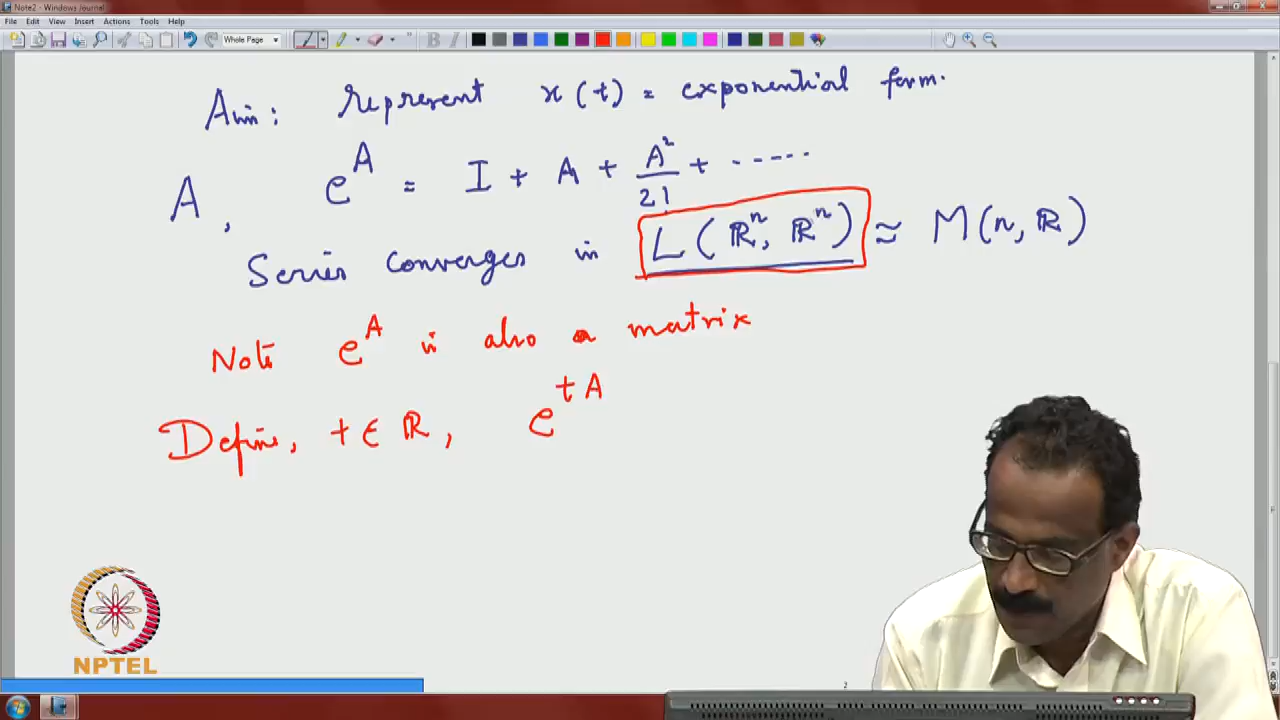 Note2 - Windows Journal
File Edit View Insert Actions Tools Help
Whole Page
B I
Aim: represent x(t) = exponential form.
A, e^A = I + A + A²/2! + ......
Series converges in L(ℝⁿ, ℝⁿ) ≈ M(n, ℝ)
Note e^A is also a matrix
Define, t ∈ ℝ, e^{tA}
NPTEL
2